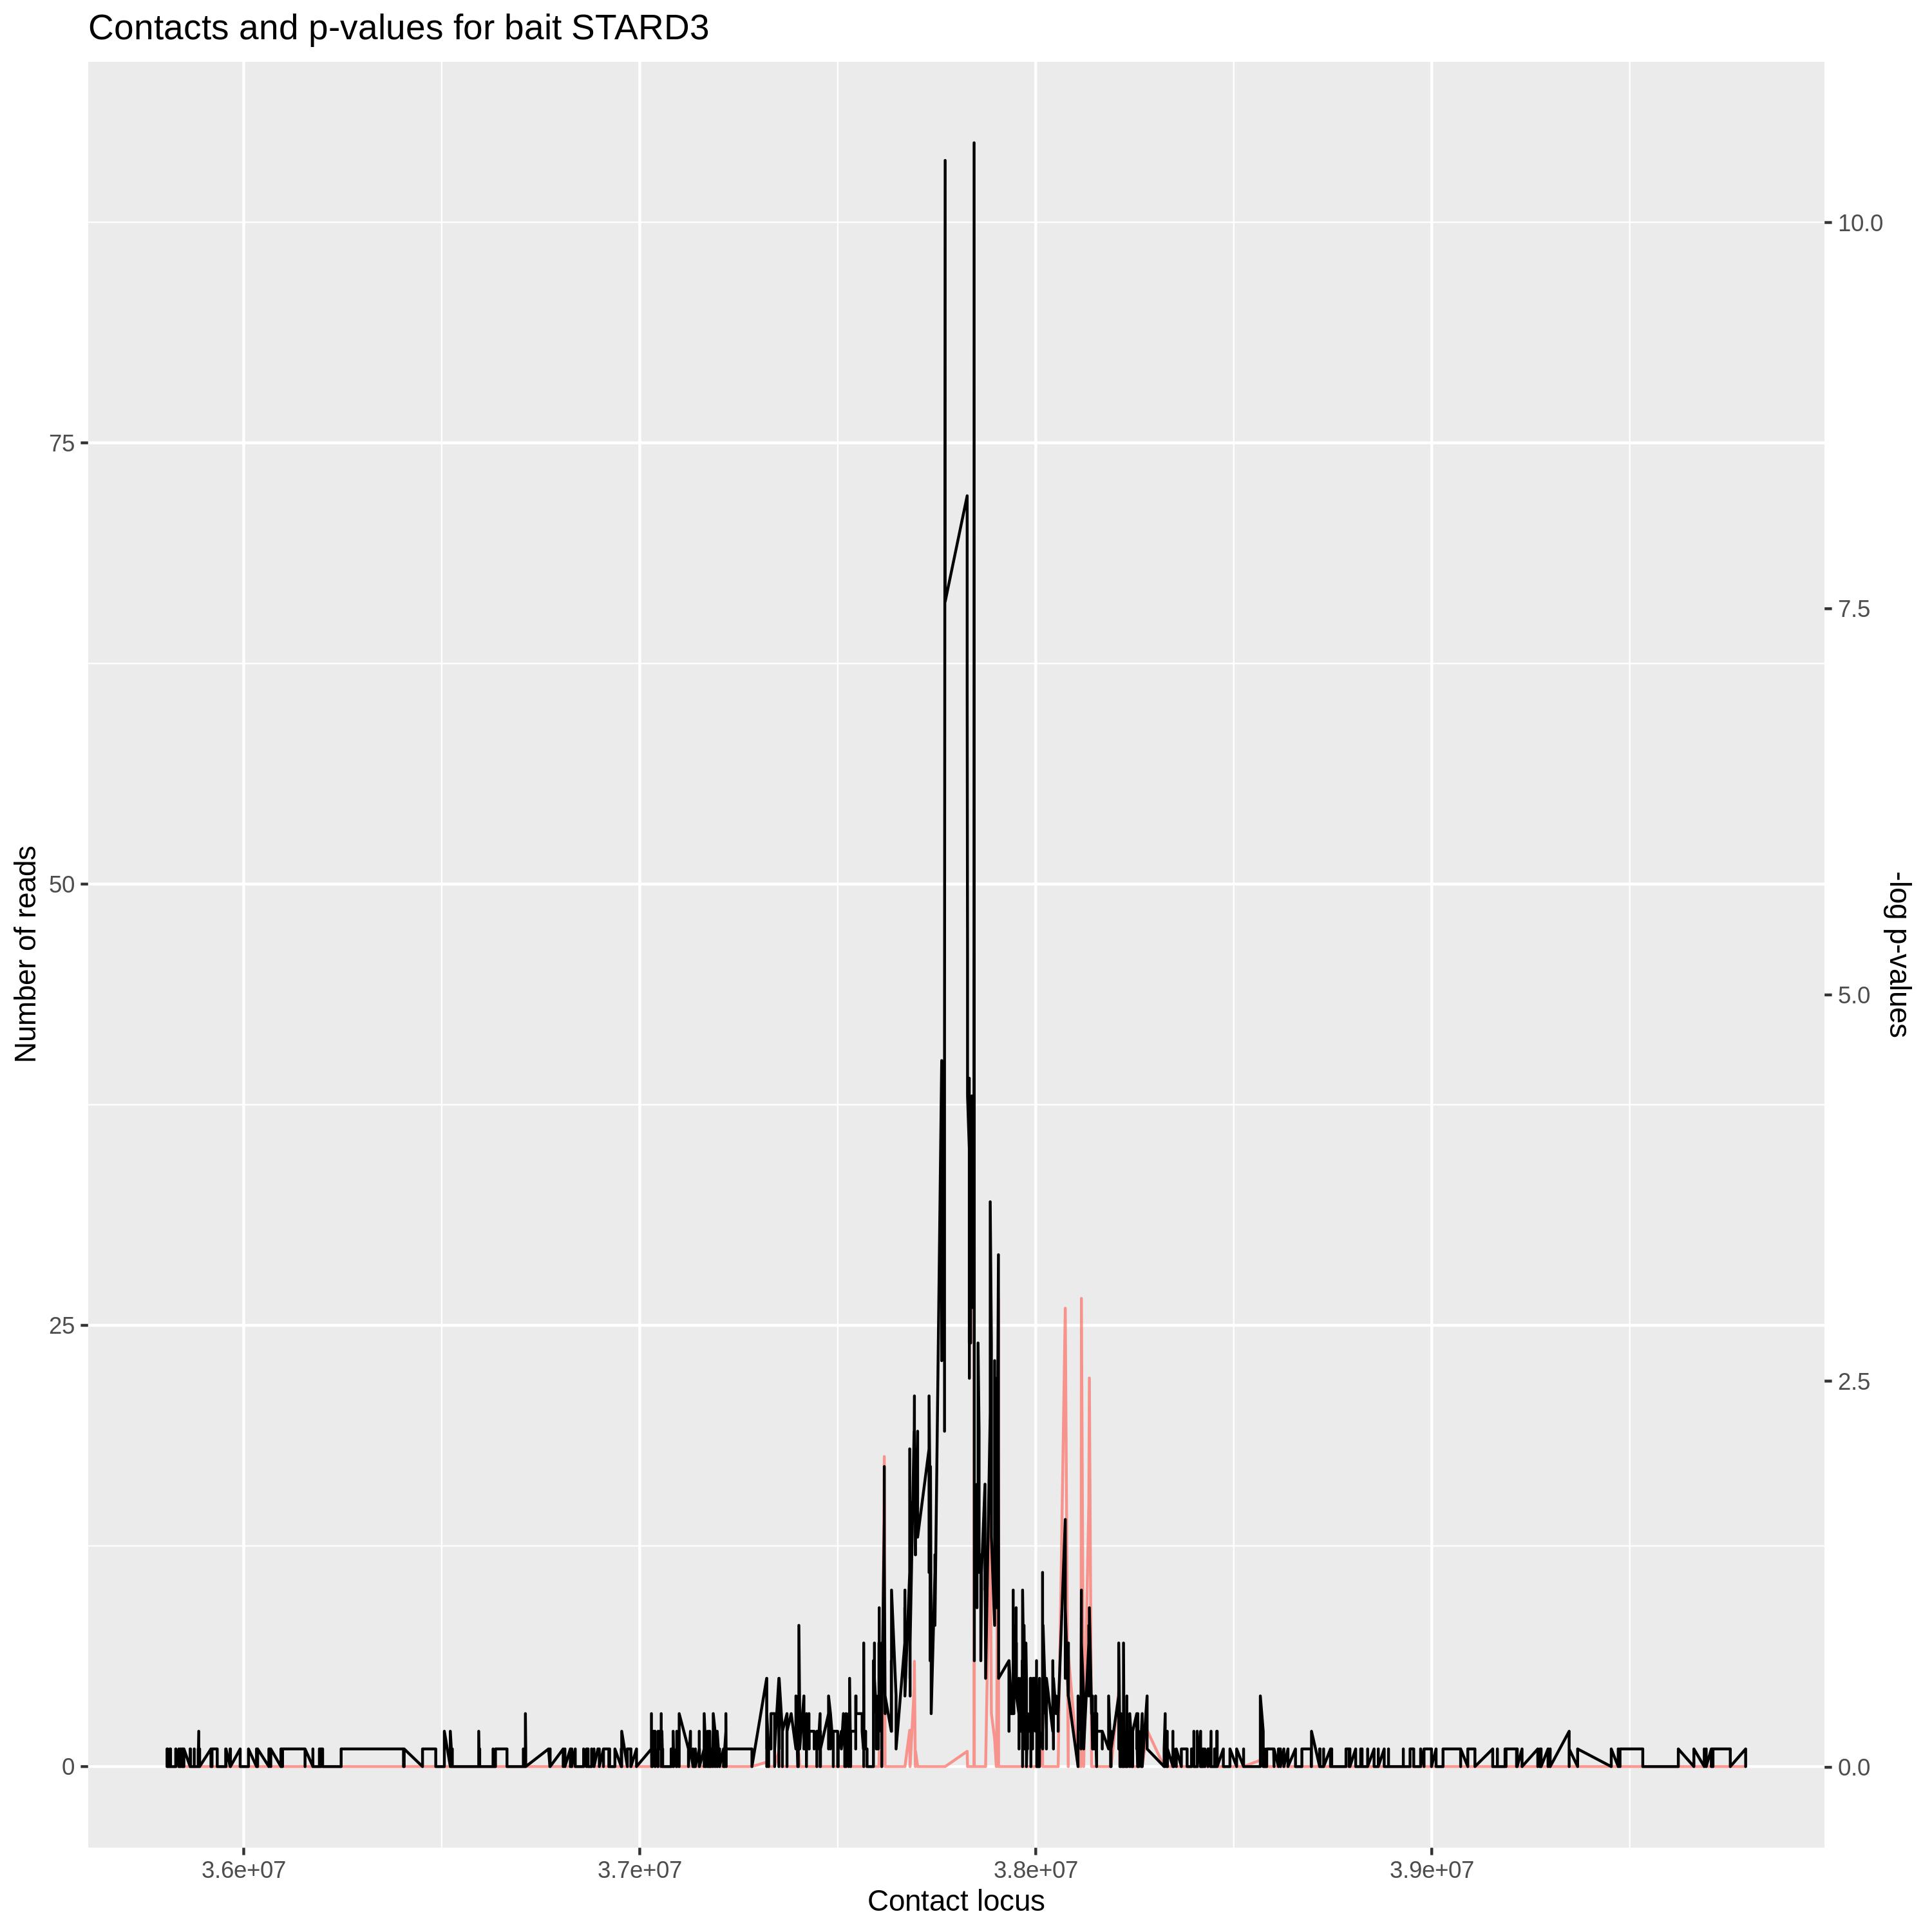 Contacts and p-values for bait STARD3
75
50
25
0
Number of reads
10.0
7.5
5.0
2.5
0.0
-log p-values
3.6e+07
3.7e+07
3.8e+07
3.9e+07
Contact locus